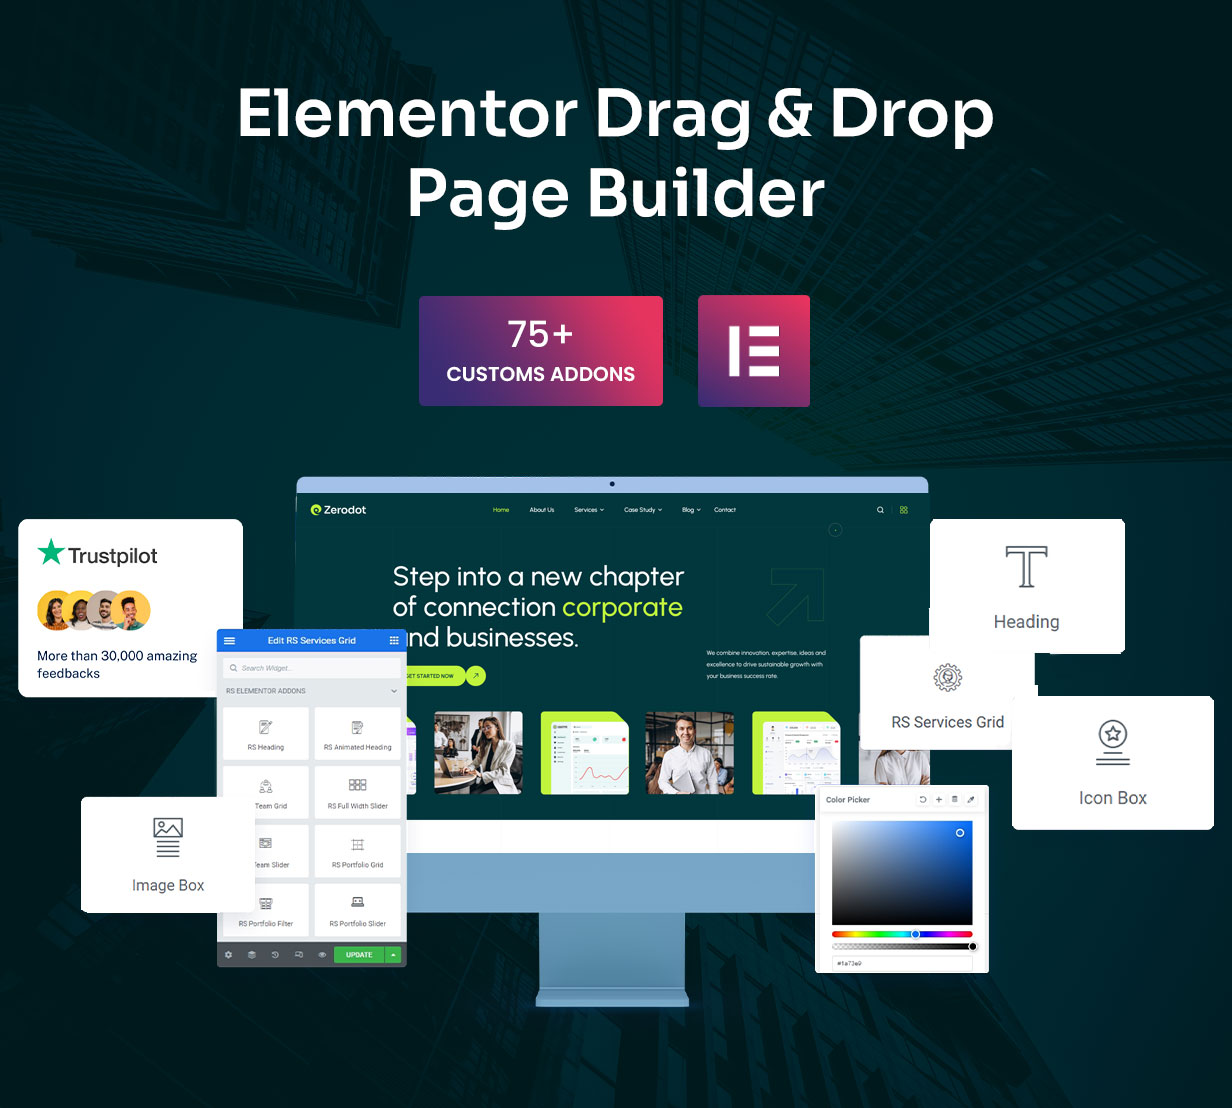 Elementor Drag & Drop
Page Builder
75+
CUSTOMS ADDONS
Zerodot
Home
About Us
Services
Case Study
Blog
Contact
Step into a new chapter
of connection corporate
and businesses.
GET STARTED NOW
We combine innovation, expertise, ideas and
excellence to drive sustainable growth with
your business success rate.
Trustpilot
More than 30,000 amazing
feedbacks
Edit RS Services Grid
Search Widget...
RS ELEMENTOR ADDONS
RS Heading
RS Animated Heading
Team Grid
RS Full Width Slider
Team Slider
RS Portfolio Grid
RS Portfolio Filter
RS Portfolio Slider
UPDATE
Image Box
Heading
RS Services Grid
Icon Box
Color Picker
#1a73e9